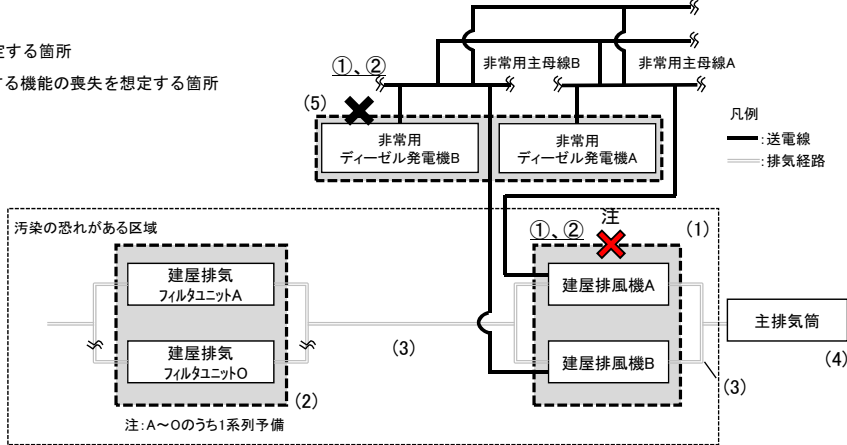 定する箇所
する機能の喪失を想定する箇所
①、②
非常用主母線B
非常用主母線A
(5)
非常用
ディーゼル発電機B
非常用
ディーゼル発電機A
凡例
:送電線
:排気経路
汚染の恐れがある区域
注
①、②
(1)
建屋排気
フィルタユニットA
建屋排風機A
主排気筒
(3)
建屋排気
フィルタユニットO
建屋排風機B
(4)
(3)
(2)
注:A～Oのうち1系列予備